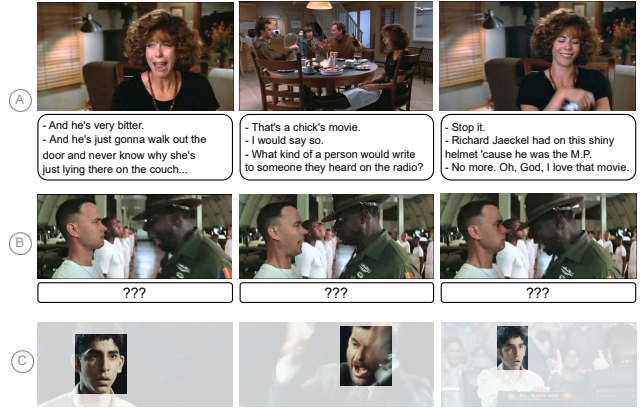 A
- And he's very bitter.
- And he's just gonna walk out the
door and never know why she's
just lying there on the couch...
- That's a chick's movie.
- I would say so.
- What kind of a person would write
to someone they heard on the radio?
- Stop it.
- Richard Jaeckel had on this shiny
helmet 'cause he was the M.P.
- No more. Oh, God, I love that movie.
B
???
???
???
C